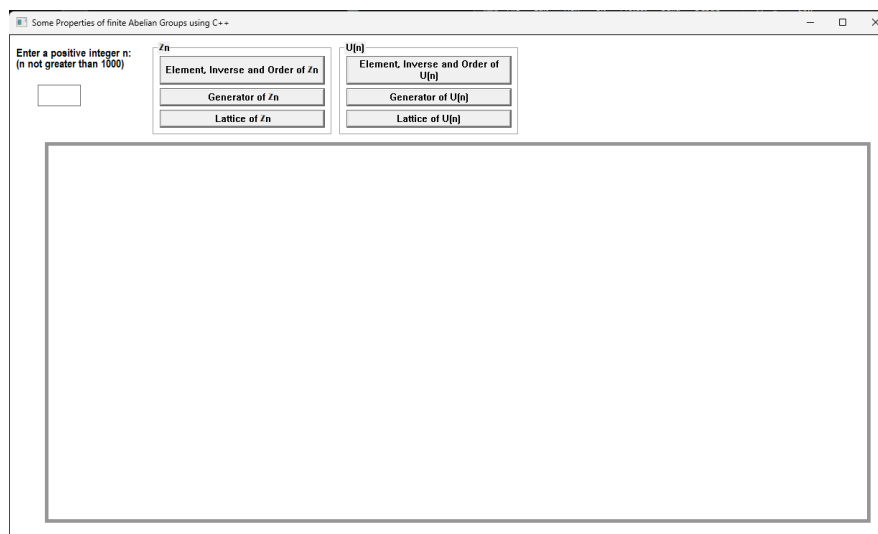 Some Properties of finite Abelian Groups using C++
Enter a positive integer n:
(n not greater than 1000)
Zn
Element, Inverse and Order of Zn
Generator of Zn
Lattice of Zn
U(n)
Element, Inverse and Order of
U(n)
Generator of U(n)
Lattice of U(n)